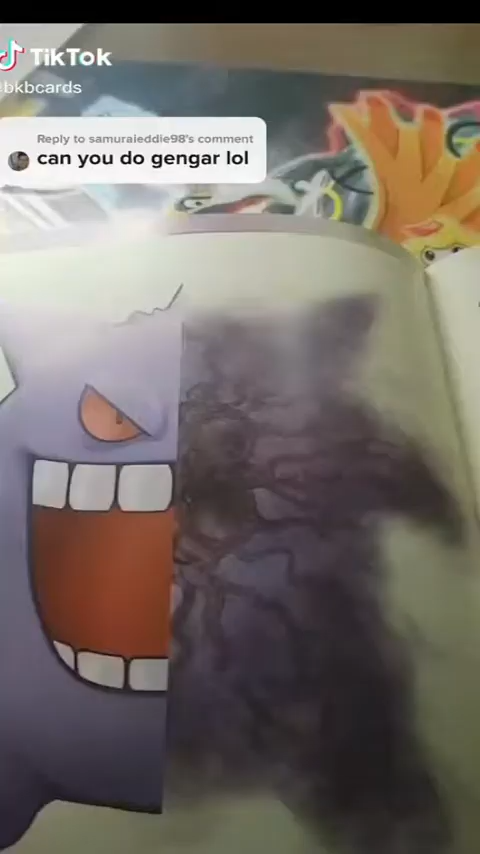 TikTok
@bkbcards
Reply to samuraieddie98's comment
can you do gengar lol